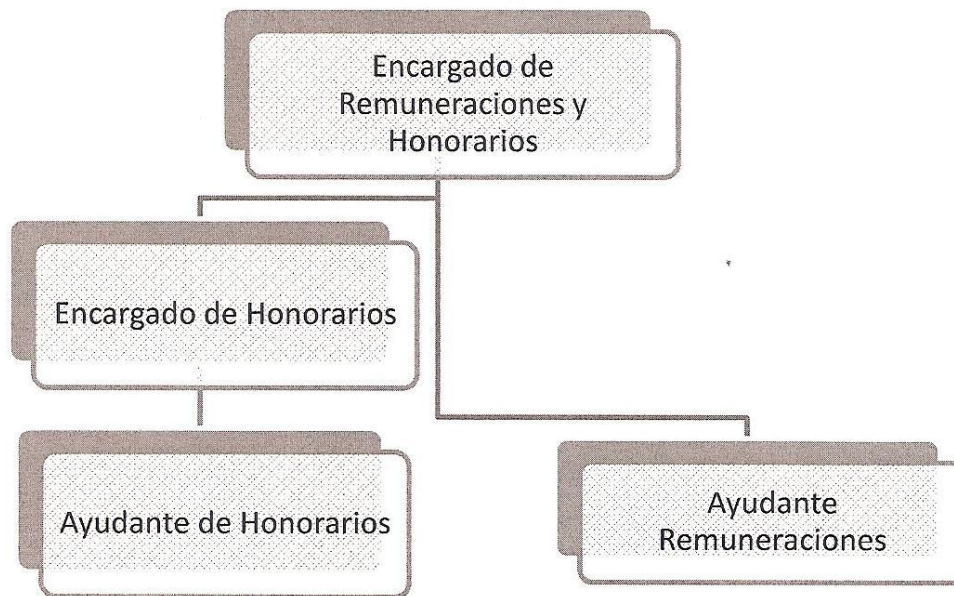 Encargado de
Remuneraciones y
Honorarios
Encargado de Honorarios
Ayudante de Honorarios
Ayudante
Remuneraciones